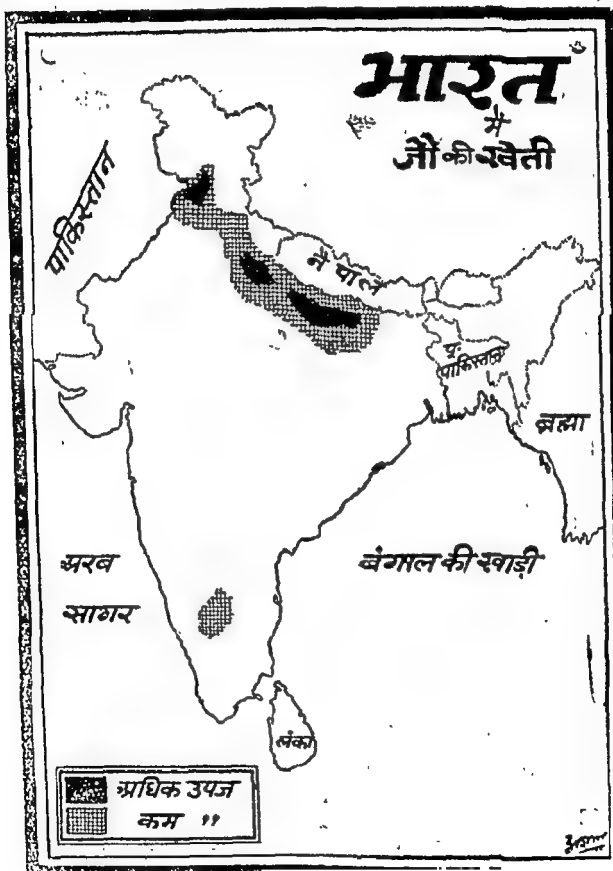 भारत
में
जौ की खेती
पाकिस्तान
नेपाल
पू.
पाकिस्तान
ब्रह्मा
अरब
सागर
बंगाल की खाड़ी
लंका
अधिक उपज
कम "